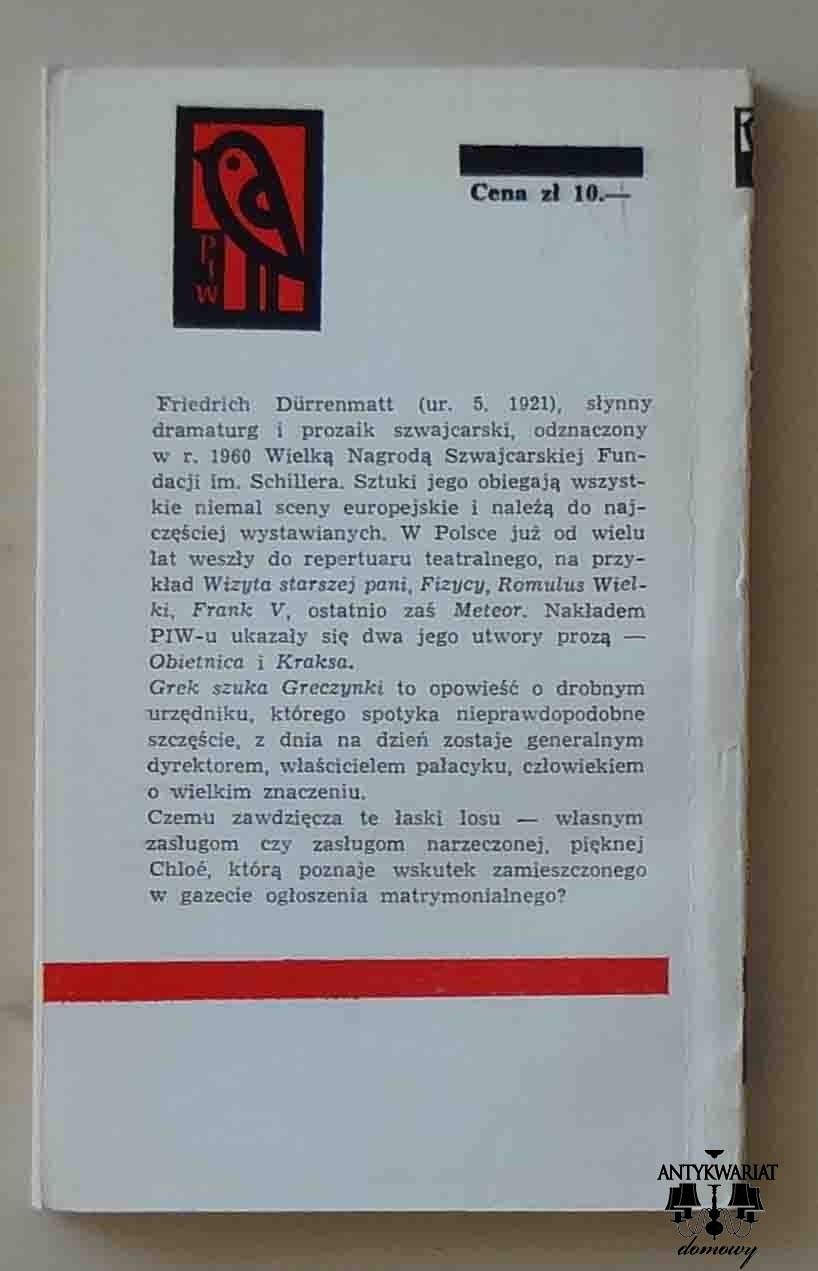 PIW
Cena zł 10.—
Friedrich Dürrenmatt (ur. 5. 1921), słynny
dramaturg i prozaik szwajcarski, odznaczony
w r. 1960 Wielką Nagrodą Szwajcarskiej Fun-
dacji im. Schillera. Sztuki jego obiegają wszyst-
kie niemal sceny europejskie i należą do naj-
częściej wystawianych. W Polsce już od wielu
lat weszły do repertuaru teatralnego, na przy-
kład Wizyta starszej pani, Fizycy, Romulus Wiel-
ki, Frank V, ostatnio zaś Meteor. Nakładem
PIW-u ukazały się dwa jego utwory prozą —
Obietnica i Kraksa.
Grek szuka Greczynki to opowieść o drobnym
urzędniku, którego spotyka nieprawdopodobne
szczęście, z dnia na dzień zostaje generalnym
dyrektorem, właścicielem pałacyku, człowiekiem
o wielkim znaczeniu.
Czemu zawdzięcza te łaski losu — własnym
zasługom czy zasługom narzeczonej, pięknej
Chloé, którą poznaje wskutek zamieszczonego
w gazecie ogłoszenia matrymonialnego?
ANTYKWARIAT
domowy